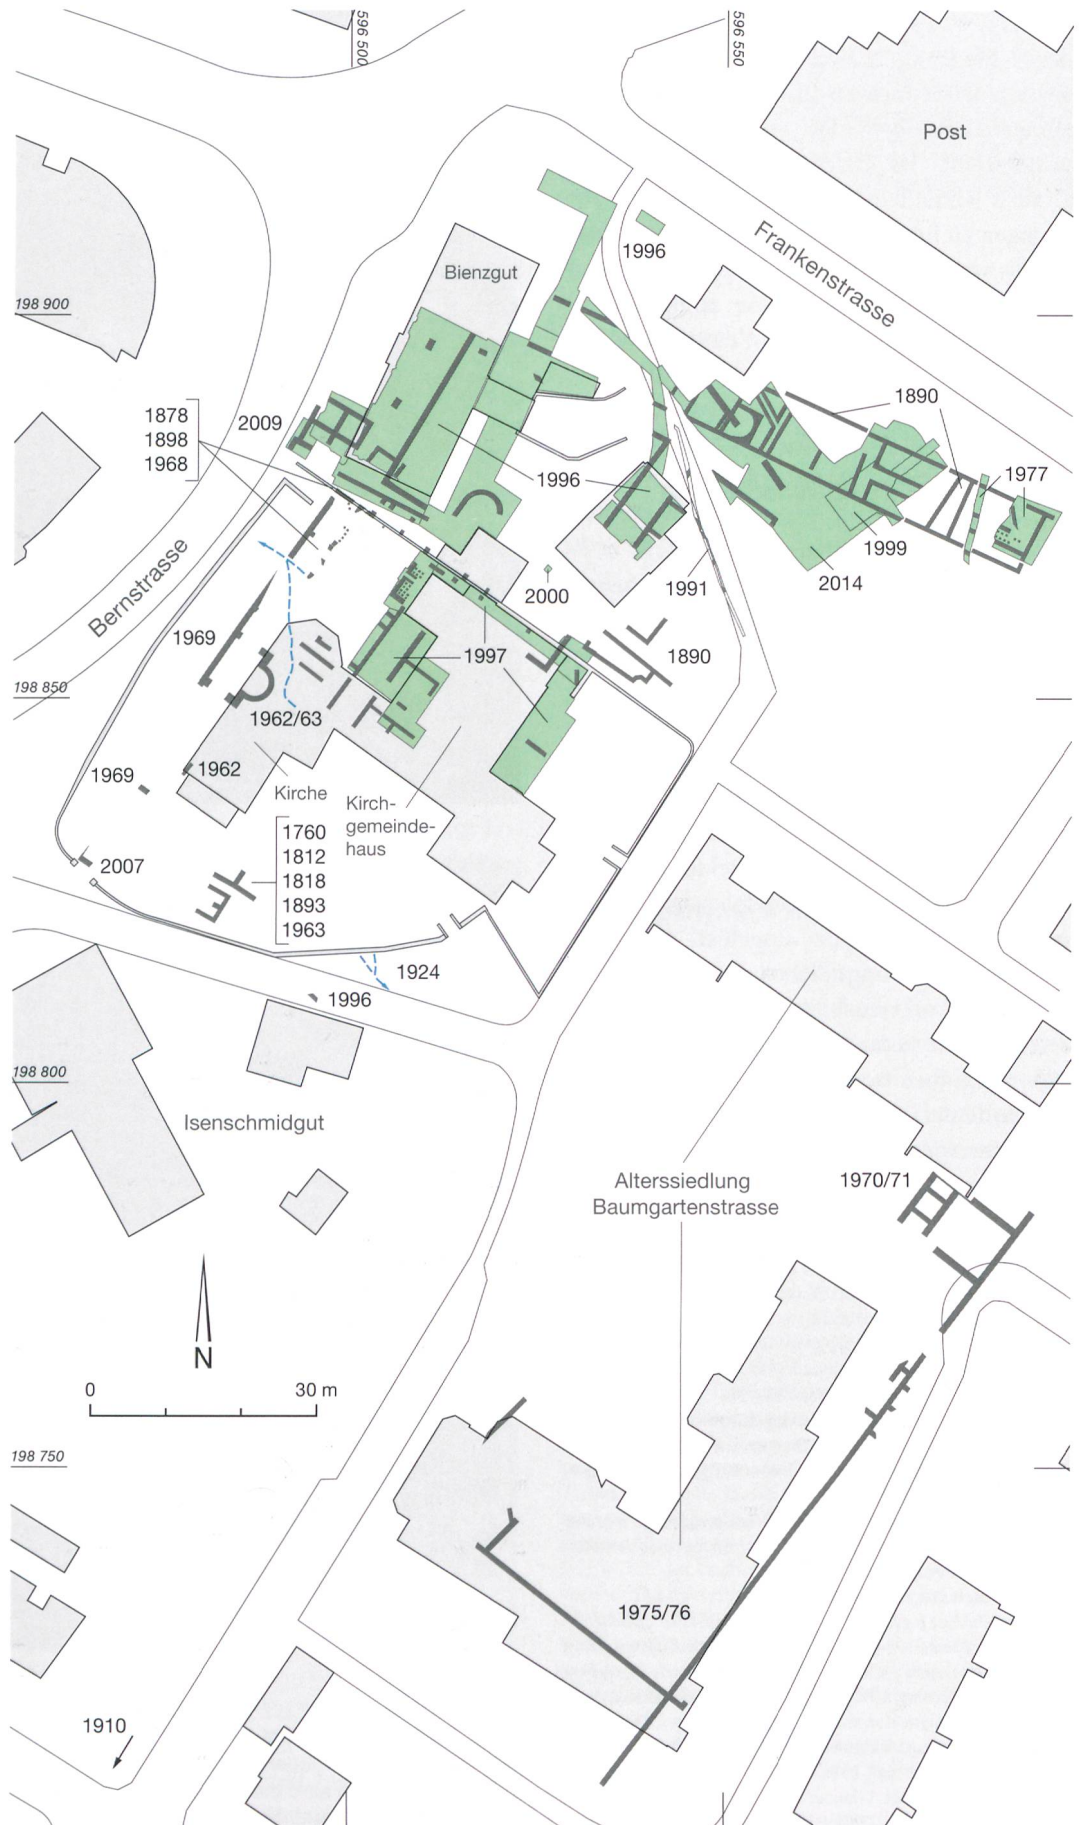 596 500
596 550
Post
Frankenstrasse
1996
Bienzgut
198 900
1890
1878
1898
1968
2009
1977
1996
1999
1991
2014
2000
Bernstrasse
1969
1997
1890
198 850
1962/63
1969
1962
Kirche
Kirch-
gemeinde-
haus
1760
1812
1818
1893
1963
2007
1924
1996
198 800
Isenschmidgut
Alterssiedlung
Baumgartenstrasse
1970/71
N
0
30 m
198 750
1975/76
1910